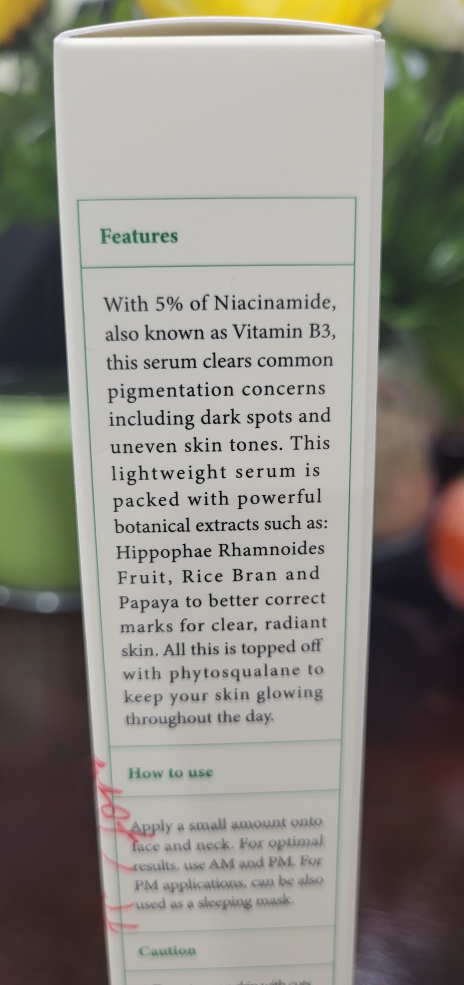 Features
With 5% of Niacinamide,
also known as Vitamin B3,
this serum clears common
pigmentation concerns
including dark spots and
uneven skin tones. This
lightweight serum is
packed with powerful
botanical extracts such as:
Hippophae Rhamnoides
Fruit, Rice Bran and
Papaya to better correct
marks for clear, radiant
skin. All this is topped off
with phytosqualane to
keep your skin glowing
throughout the day.
How to use
Apply a small amount onto
face and neck. For optimal
results, use AM and PM. For
PM applications, can be also
used as a sleeping mask.
Caution